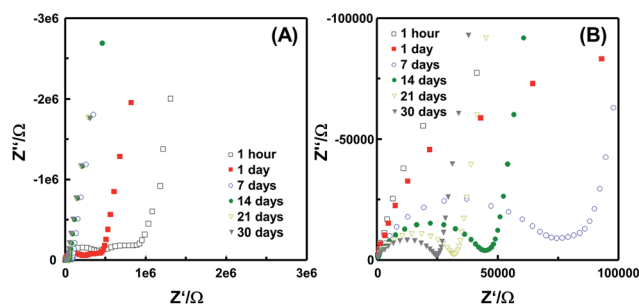 -3e6
-2e6
-1e6
0
Z''/Ω
0
1e6
2e6
3e6
Z'/Ω
(A)
1 hour
1 day
7 days
14 days
21 days
30 days
-100000
-50000
0
Z''/Ω
0
50000
100000
Z'/Ω
(B)
1 hour
1 day
7 days
14 days
21 days
30 days